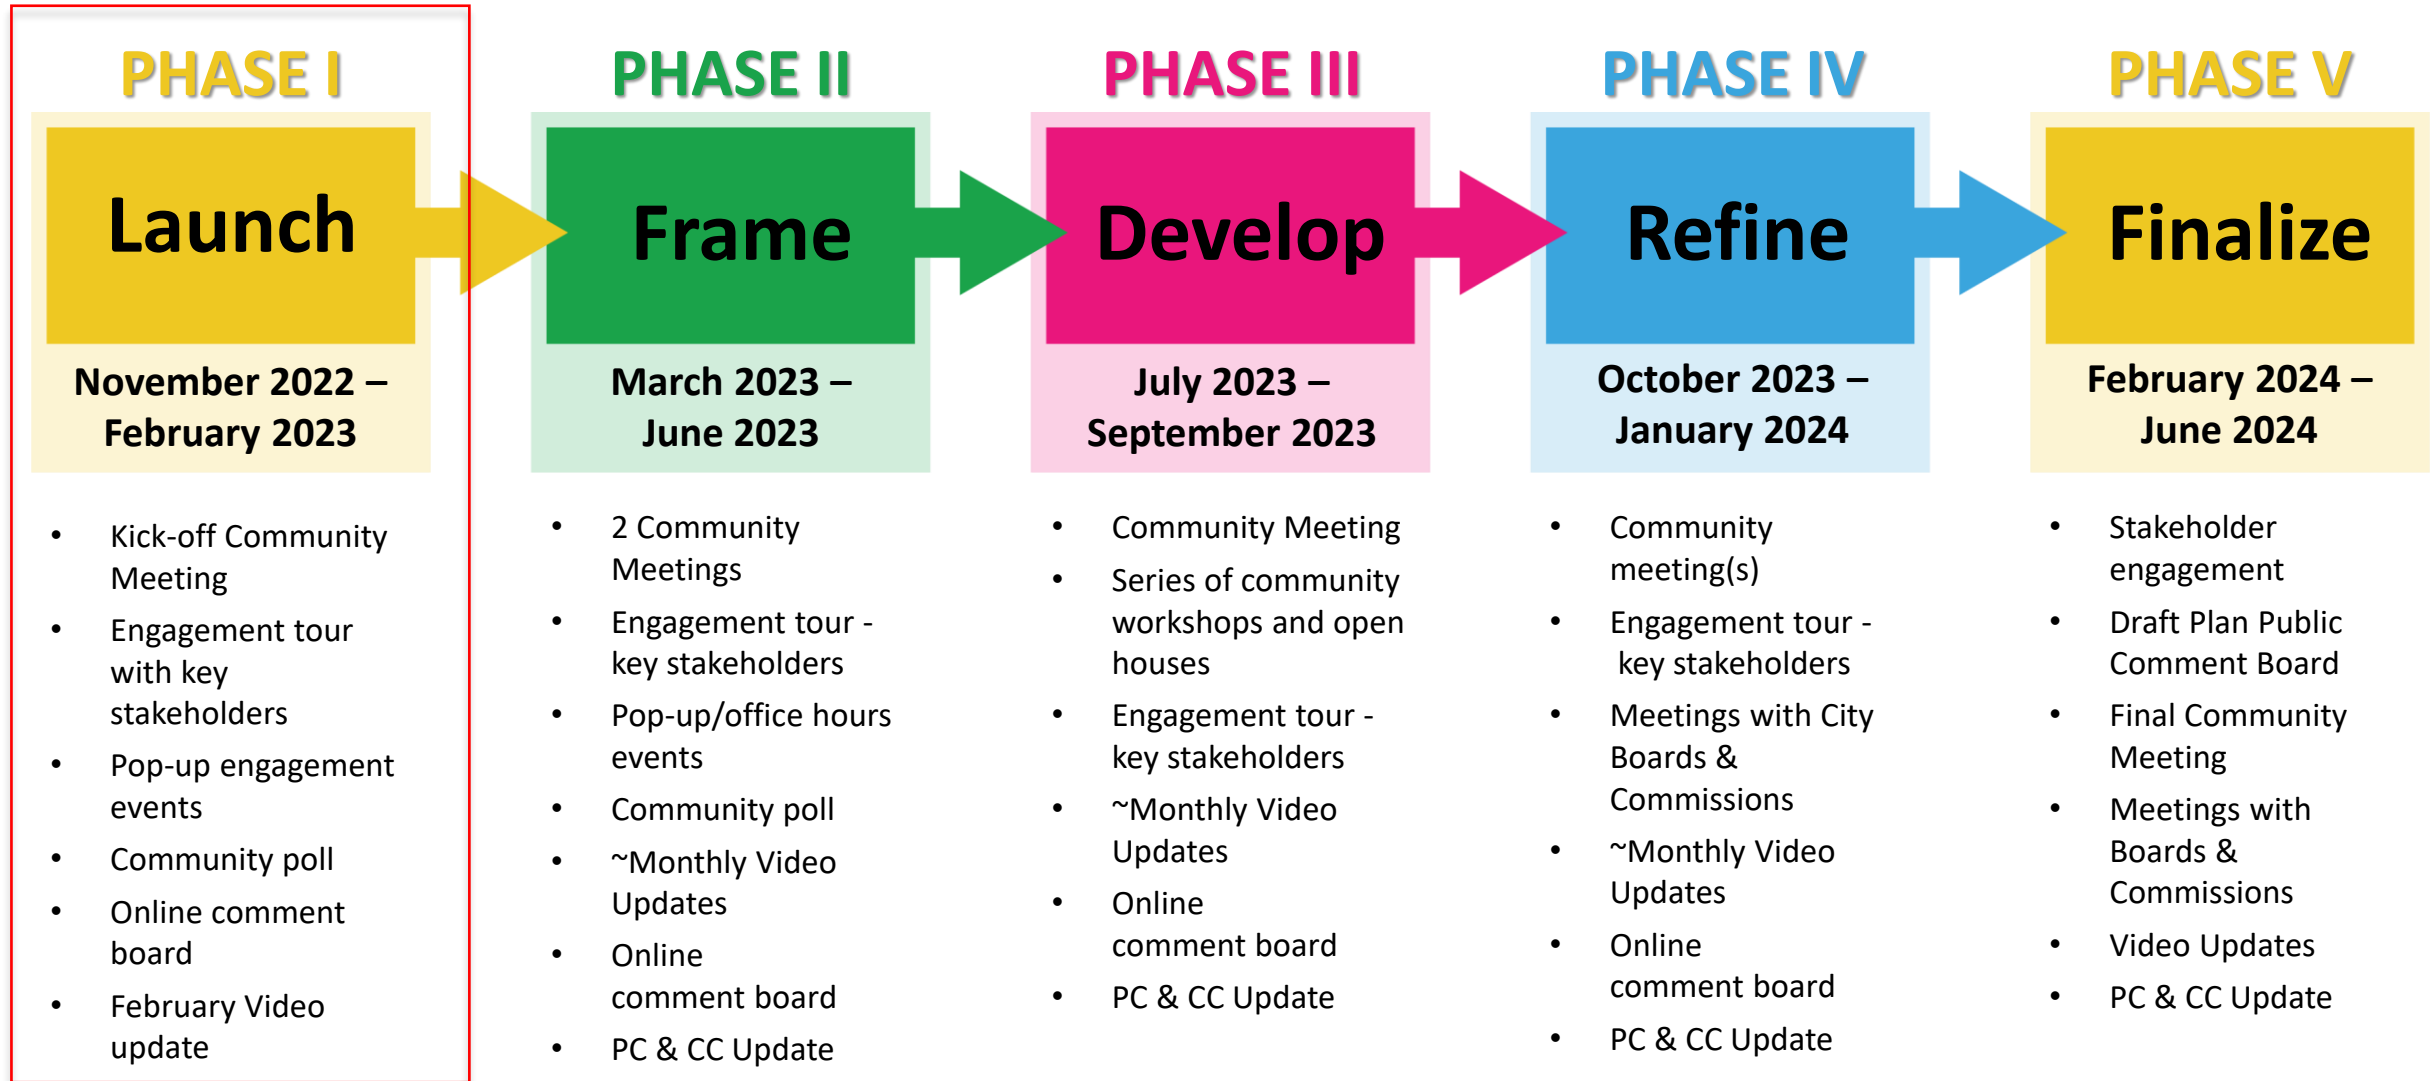 PHASE I
Launch
November 2022 –
February 2023
• Kick-off Community
Meeting
• Engagement tour
with key
stakeholders
• Pop-up engagement
events
• Community poll
• Online comment
board
• February Video
update
PHASE II
Frame
March 2023 –
June 2023
• 2 Community
Meetings
• Engagement tour -
key stakeholders
• Pop-up/office hours
events
• Community poll
• ~Monthly Video
Updates
• Online
comment board
• PC & CC Update
PHASE III
Develop
July 2023 –
September 2023
• Community Meeting
• Series of community
workshops and open
houses
• Engagement tour -
key stakeholders
• ~Monthly Video
Updates
• Online
comment board
• PC & CC Update
PHASE IV
Refine
October 2023 –
January 2024
• Community
meeting(s)
• Engagement tour -
key stakeholders
• Meetings with City
Boards &
Commissions
• ~Monthly Video
Updates
• Online
comment board
• PC & CC Update
PHASE V
Finalize
February 2024 –
June 2024
• Stakeholder
engagement
• Draft Plan Public
Comment Board
• Final Community
Meeting
• Meetings with
Boards &
Commissions
• Video Updates
• PC & CC Update